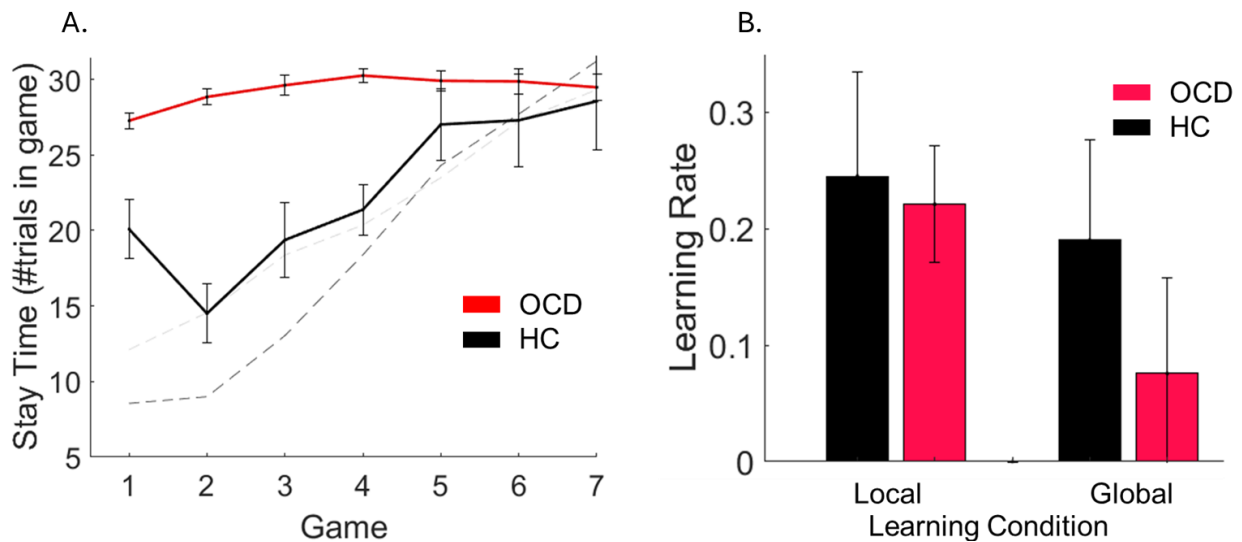 A.
Stay Time (#trials in game)
30
25
20
15
10
5
1 2 3 4 5 6 7
Game
OCD
HC
B.
Learning Rate
0.3
0.2
0.1
0
OCD
HC
Local Global
Learning Condition